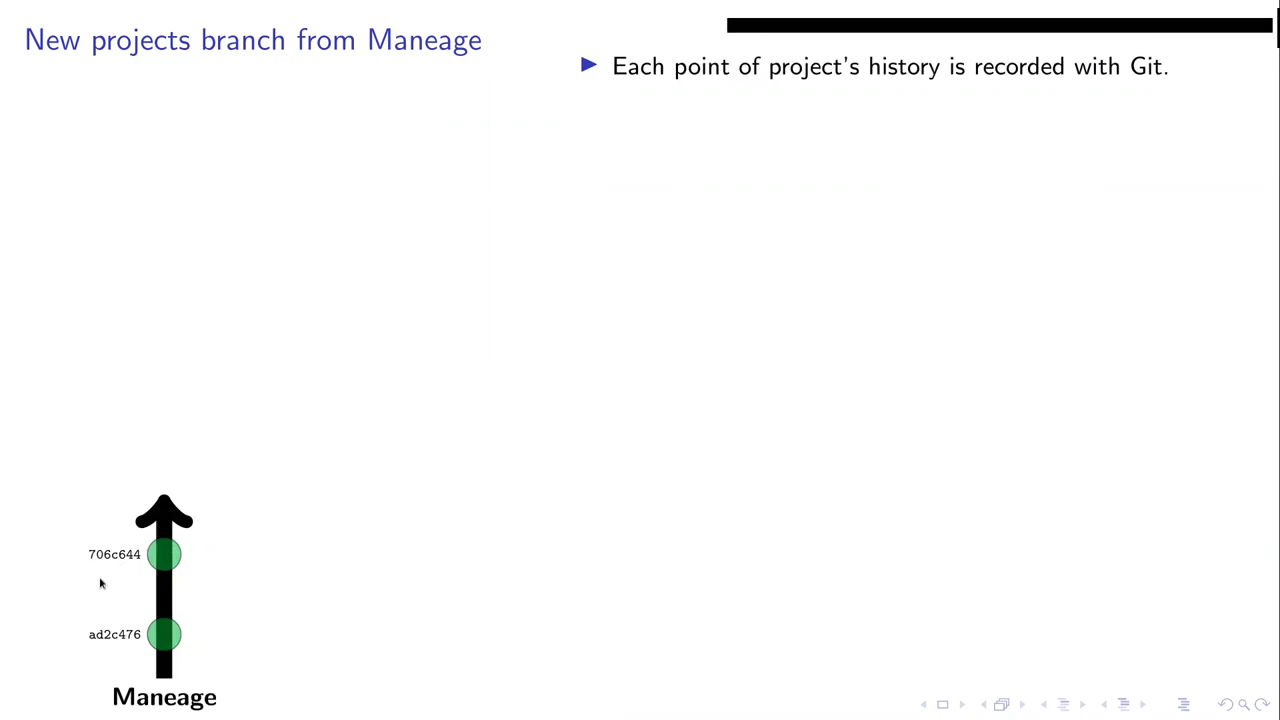 New projects branch from Maneage
Each point of project's history is recorded with Git.
706c644
ad2c476
Maneage